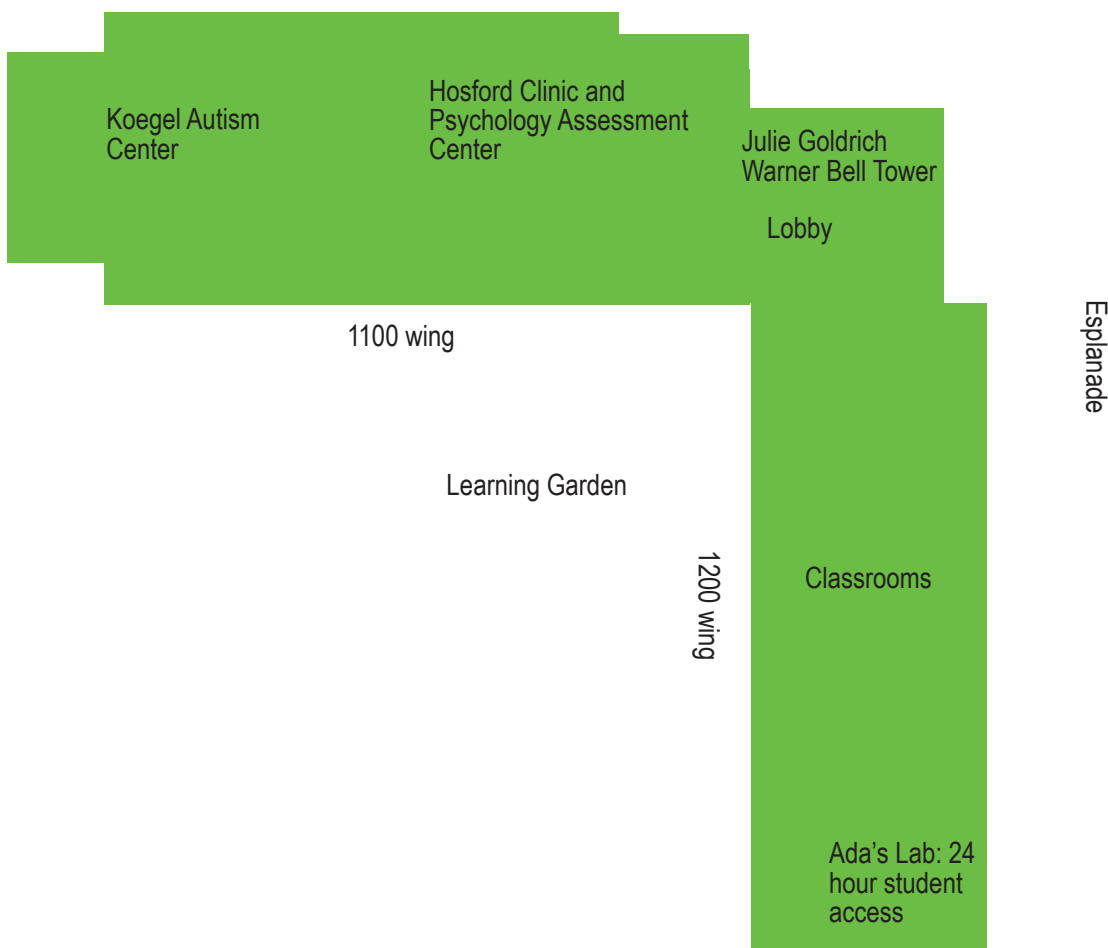 Koegel Autism
Center
Hosford Clinic and
Psychology Assessment
Center
Julie Goldrich
Warner Bell Tower
Lobby
1100 wing
Esplanade
Learning Garden
1200 wing
Classrooms
Ada’s Lab: 24
hour student
access